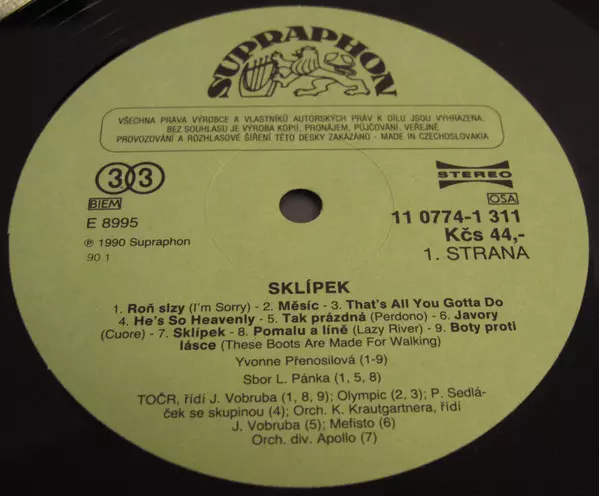 SUPRAPHON
VŠECHNA PRÁVA VÝROBCE A VLASTNÍKŮ AUTORSKÝCH PRÁV K DÍLU JSOU VYHRAZENA.
BEZ SOUHLASU JE VÝROBA KOPIÍ, PRONÁJEM, PŮJČOVÁNÍ, VEŘEJNÉ
PROVOZOVÁNÍ A ROZHLASOVÉ ŠÍŘENÍ TÉTO DESKY ZAKÁZÁNO - MADE IN CZECHOSLOVAKIA
33
STEREO
BIEM
OSA
E 8995
11 0774-1 311
℗ 1990 Supraphon
Kčs 44,-
90 1
1. STRANA
SKLÍPEK
1. Roň slzy (I'm Sorry) - 2. Měsíc - 3. That's All You Gotta Do
4. He's So Heavenly - 5. Tak prázdná (Perdono) - 6. Javory
(Cuore) - 7. Sklípek - 8. Pomalu a líně (Lazy River) - 9. Boty proti
lásce (These Boots Are Made For Walking)
Yvonne Přenosilová (1-9)
Sbor L. Pánka (1, 5, 8)
TOČR, řídí J. Vobruba (1, 8, 9); Olympic (2, 3); P. Sedlá-
ček se skupinou (4); Orch. K. Krautgartnera, řídí
J. Vobruba (5); Mefisto (6)
Orch. div. Apollo (7)